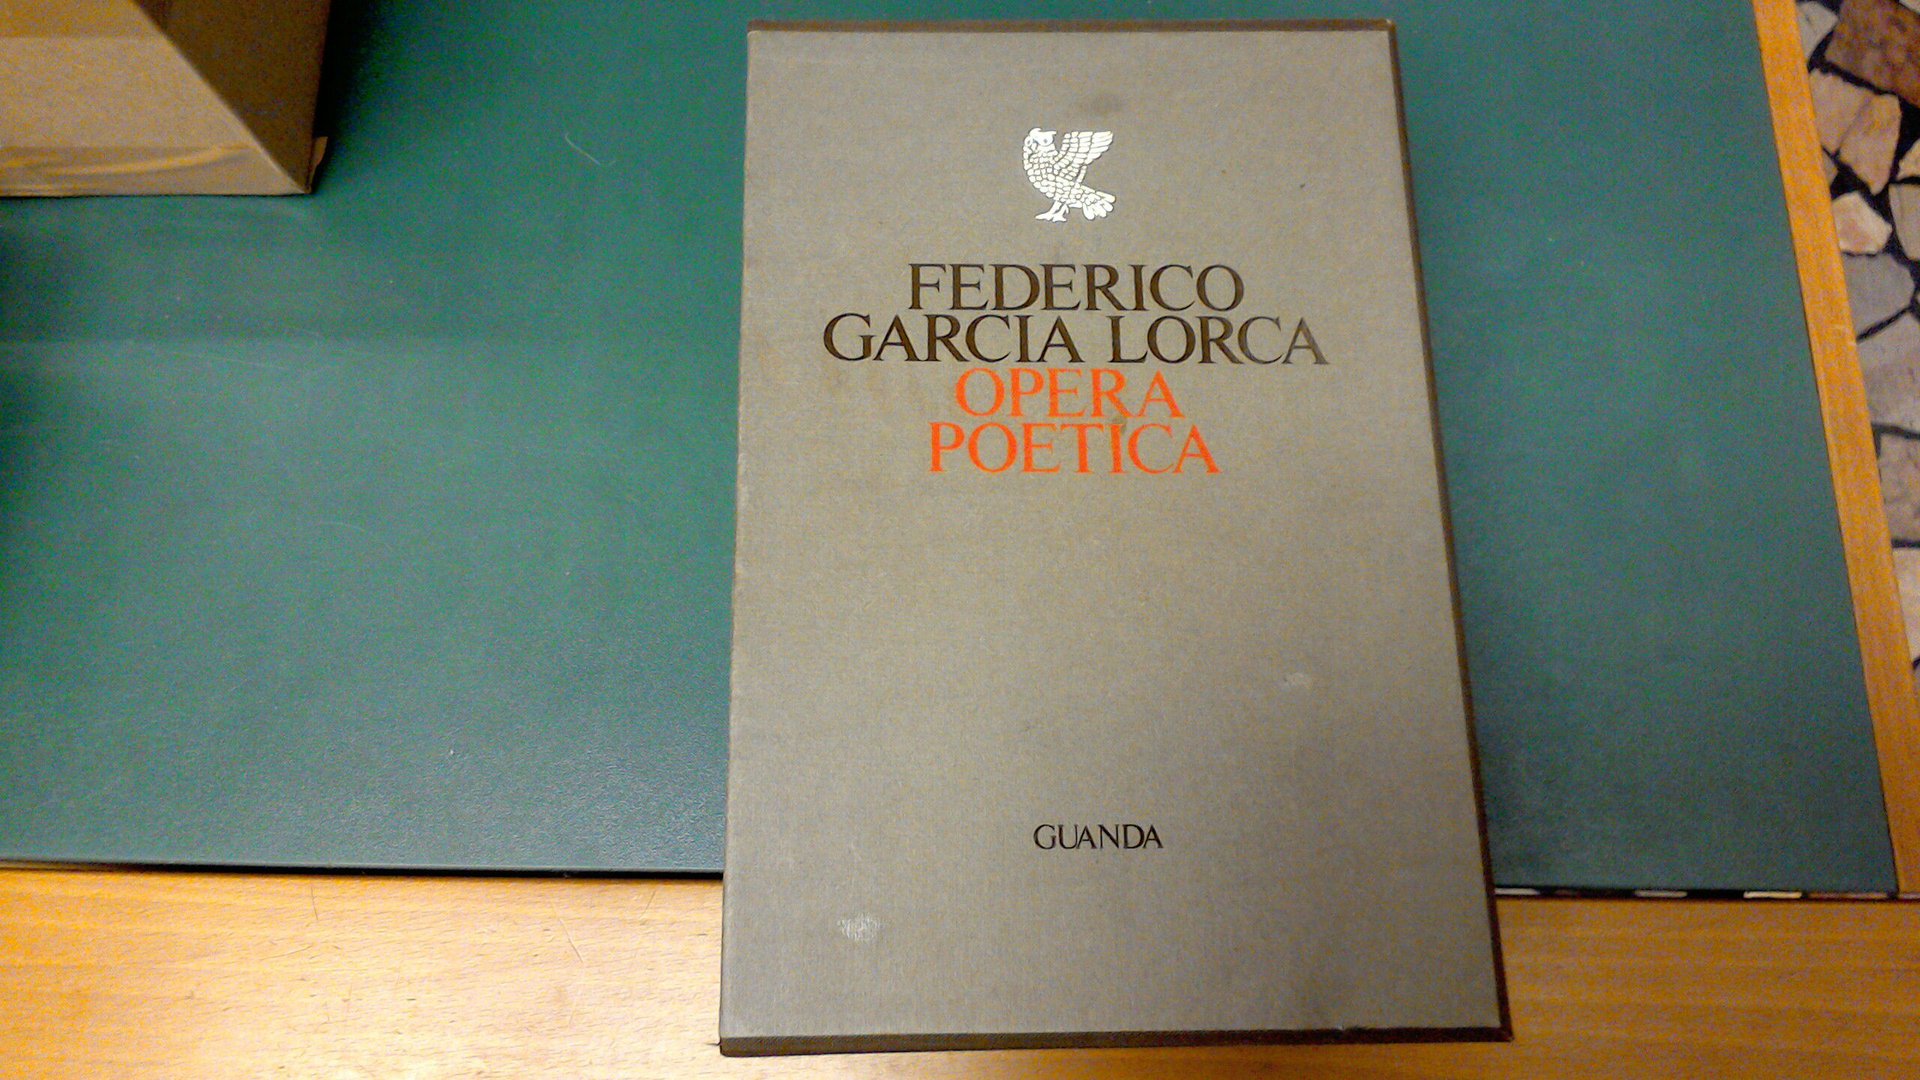 FEDERICO
GARCIA LORCA
OPERA
POETICA
GUANDA